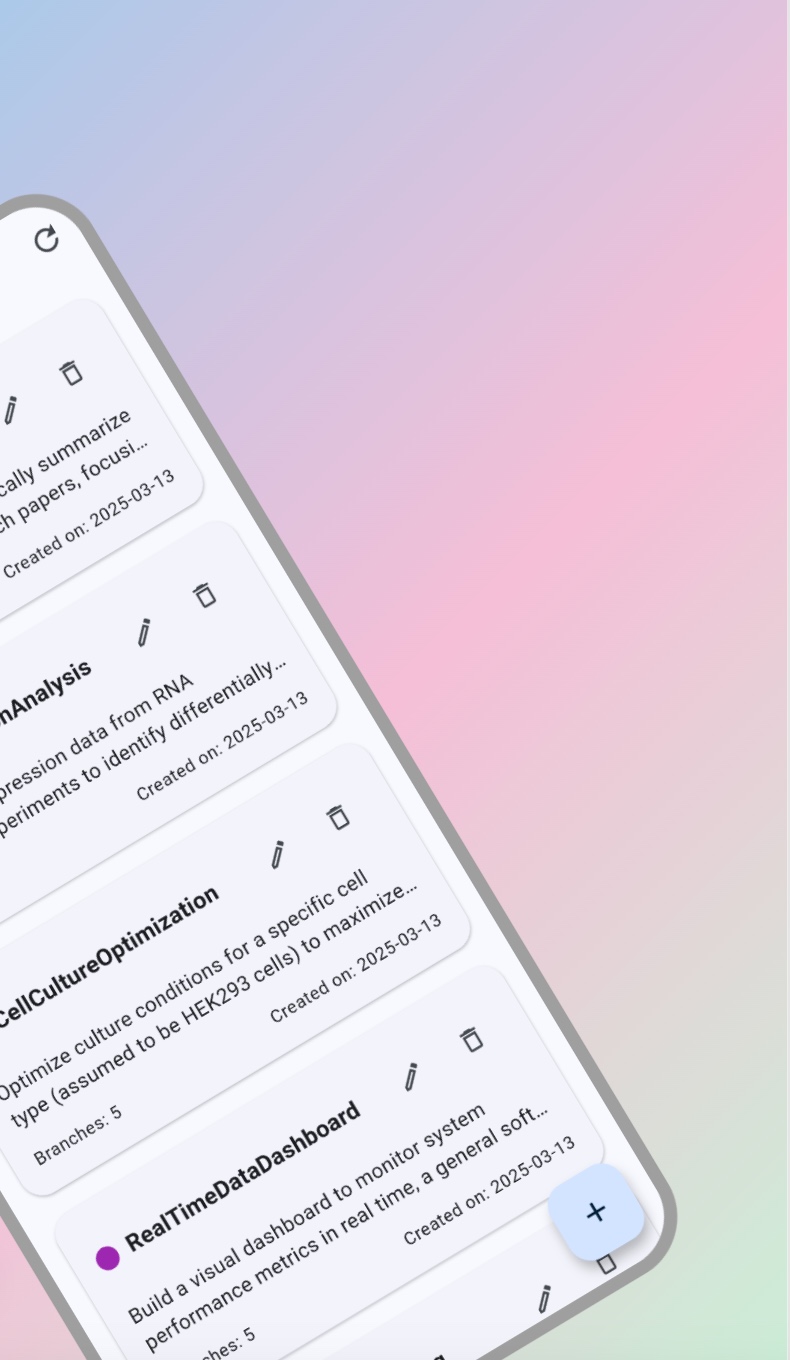 cally summarize
ch papers, focusi...
Created on: 2025-03-13
nAnalysis
pression data from RNA
periments to identify differentially...
Created on: 2025-03-13
CellCultureOptimization
Optimize culture conditions for a specific cell
type (assumed to be HEK293 cells) to maximize...
Created on: 2025-03-13
Branches: 5
RealTimeDataDashboard
Build a visual dashboard to monitor system
performance metrics in real time, a general soft...
Created on: 2025-03-13
ches: 5